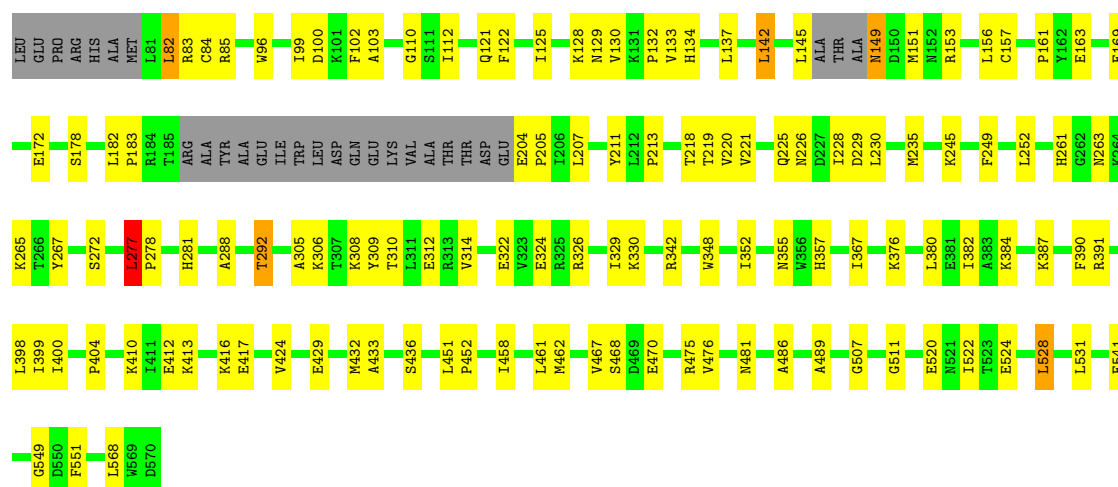 LEU GLU PRO ARG HIS ALA MET L81 L82 R83 C84 R85 W96 I99 D100 K101 F102 A103 G110 S111 I112 Q121 F122 I125 K128 N129 V130 K131 P132 V133 H134 L137 L142 L145 ALA THR ALA N149 D150 M151 N152 R153 L156 C157 P161 Y162 E163
E172 S178 L182 P183 R184 T185 ARG ALA TYR ALA GLU ILE TRP LEU ASP GLN GLU LYS VAL ALA THR THR ASP GLU E204 P205 I206 L207 Y211 L212 P213 T218 T219 V220 V221 Q225 N226 D227 I228 D229 L230 M235 K245 F249 L252 H261 G262 N263 K264
K265 T266 Y267 S272 L277 P278 H281 A288 T292 A305 K306 T307 K308 Y309 T310 L311 E312 R313 V314 E322 V323 E324 R325 R326 I329 K330 R342 W348 I352 N355 W356 H357 I367 K376 L380 E381 I382 A383 K384 K387 F390 R391
L398 I399 I400 P404 K410 I411 E412 K413 K416 E417 V424 E429 M432 A433 S436 L451 P452 I458 L461 M462 V467 S468 D469 E470 R475 V476 N481 A486 A489 G507 G511 E520 N521 I522 T523 E524 L528 L531
G549 D550 F551 L568 W569 D570